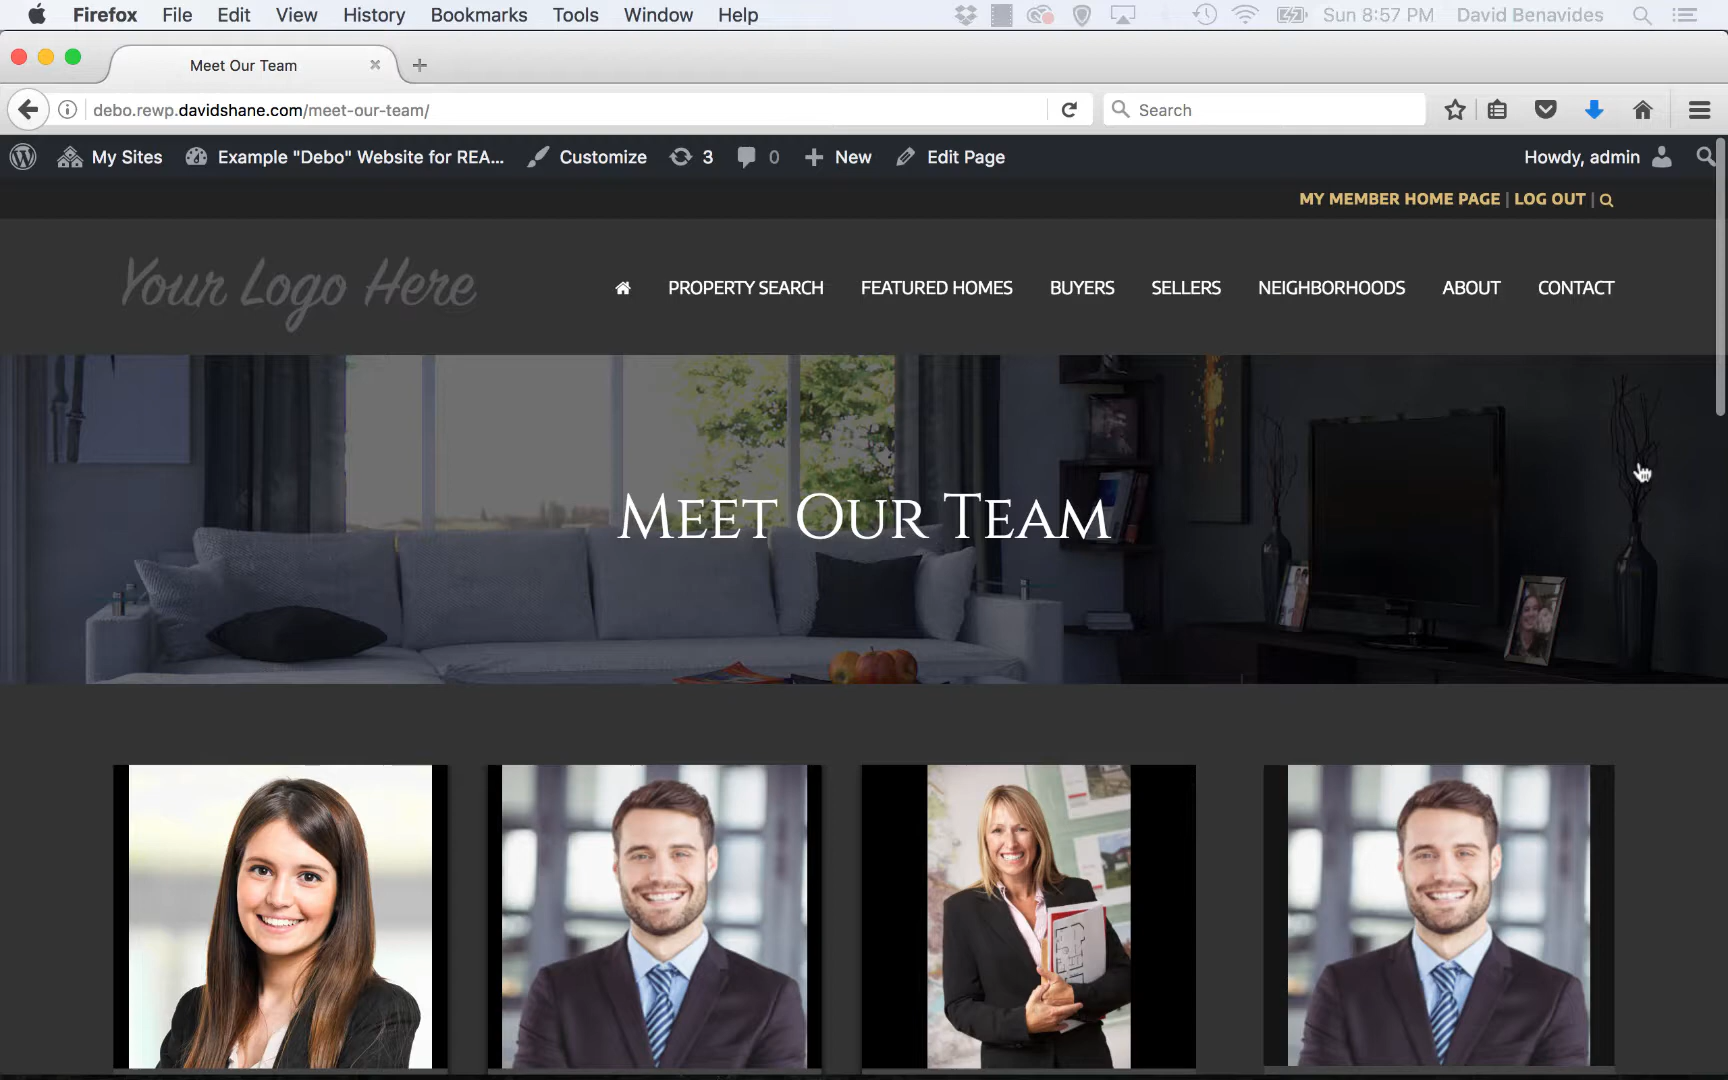 Firefox File Edit View History Bookmarks Tools Window Help Sun 8:57 PM David Benavides
Meet Our Team
debo.rewp.davidshane.com/meet-our-team/ Search
My Sites Example "Debo" Website for REA... Customize 3 0 New Edit Page Howdy, admin
MY MEMBER HOME PAGE | LOG OUT |
Your Logo Here
PROPERTY SEARCH FEATURED HOMES BUYERS SELLERS NEIGHBORHOODS ABOUT CONTACT
MEET OUR TEAM